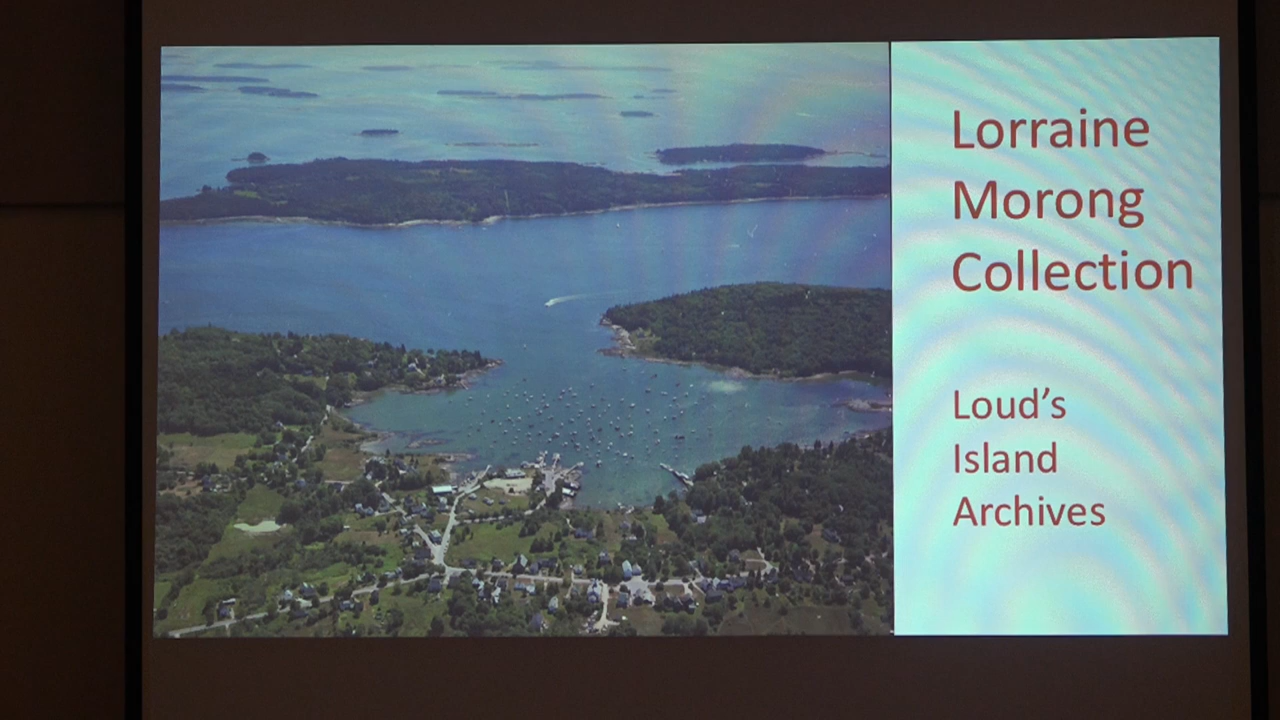 Lorraine
Morong
Collection
Loud's
Island
Archives